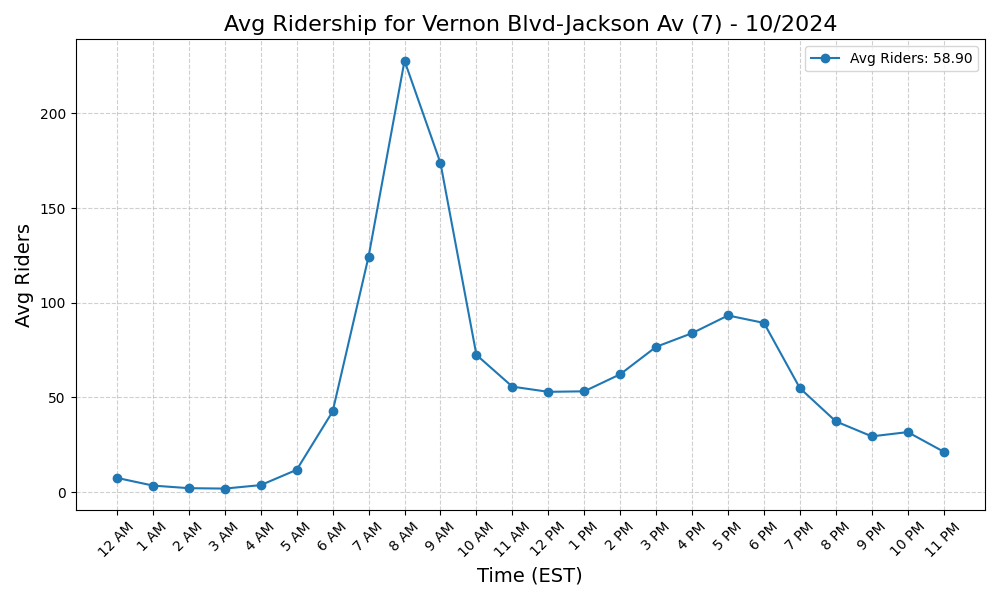 Avg Ridership for Vernon Blvd-Jackson Av (7) - 10/2024
Avg Riders: 58.90
Avg Riders
200
150
100
50
0
12 AM 1 AM 2 AM 3 AM 4 AM 5 AM 6 AM 7 AM 8 AM 9 AM 10 AM 11 AM 12 PM 1 PM 2 PM 3 PM 4 PM 5 PM 6 PM 7 PM 8 PM 9 PM 10 PM 11 PM
Time (EST)